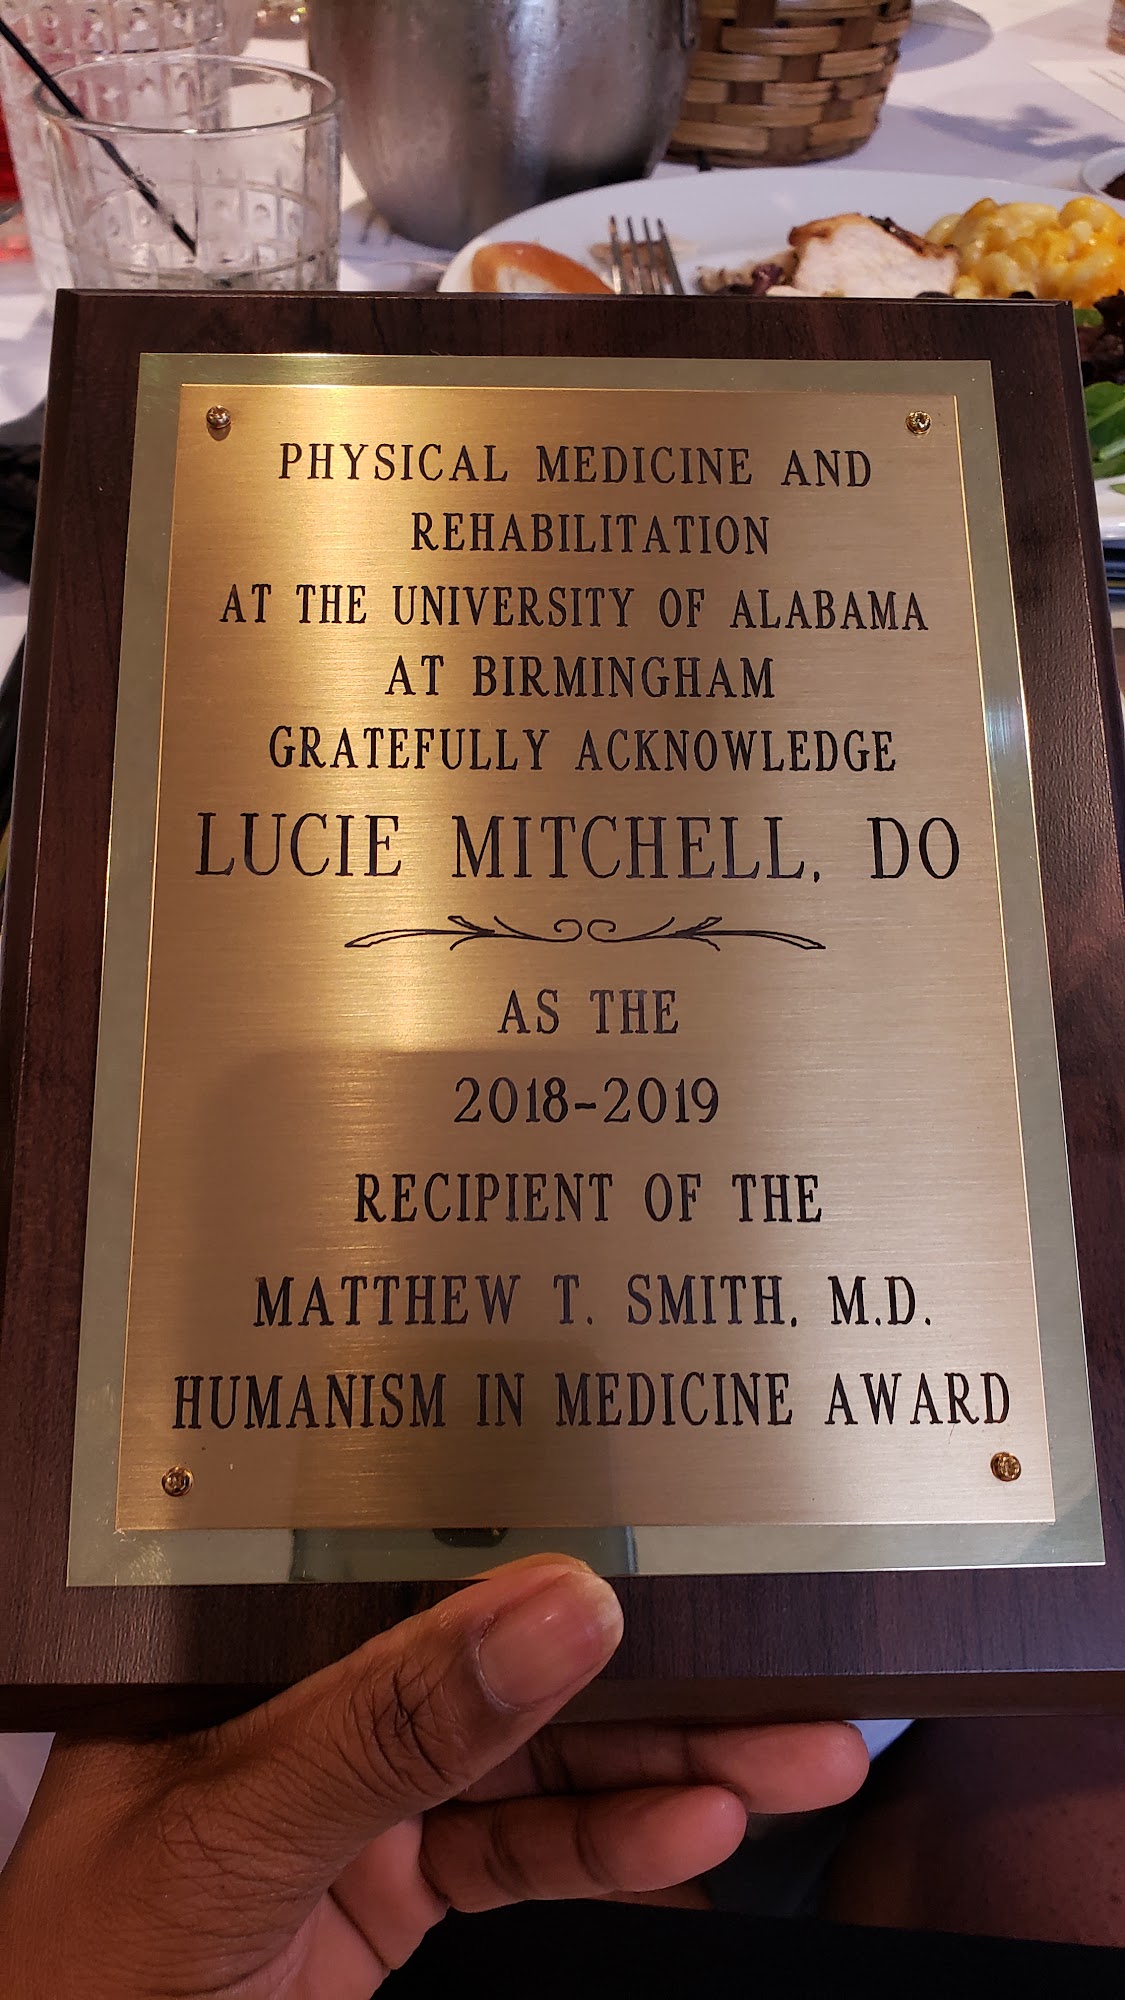 PHYSICAL MEDICINE AND
REHABILITATION
AT THE UNIVERSITY OF ALABAMA
AT BIRMINGHAM
GRATEFULLY ACKNOWLEDGE
LUCIE MITCHELL, DO
AS THE
2018-2019
RECIPIENT OF THE
MATTHEW T. SMITH, M.D.
HUMANISM IN MEDICINE AWARD